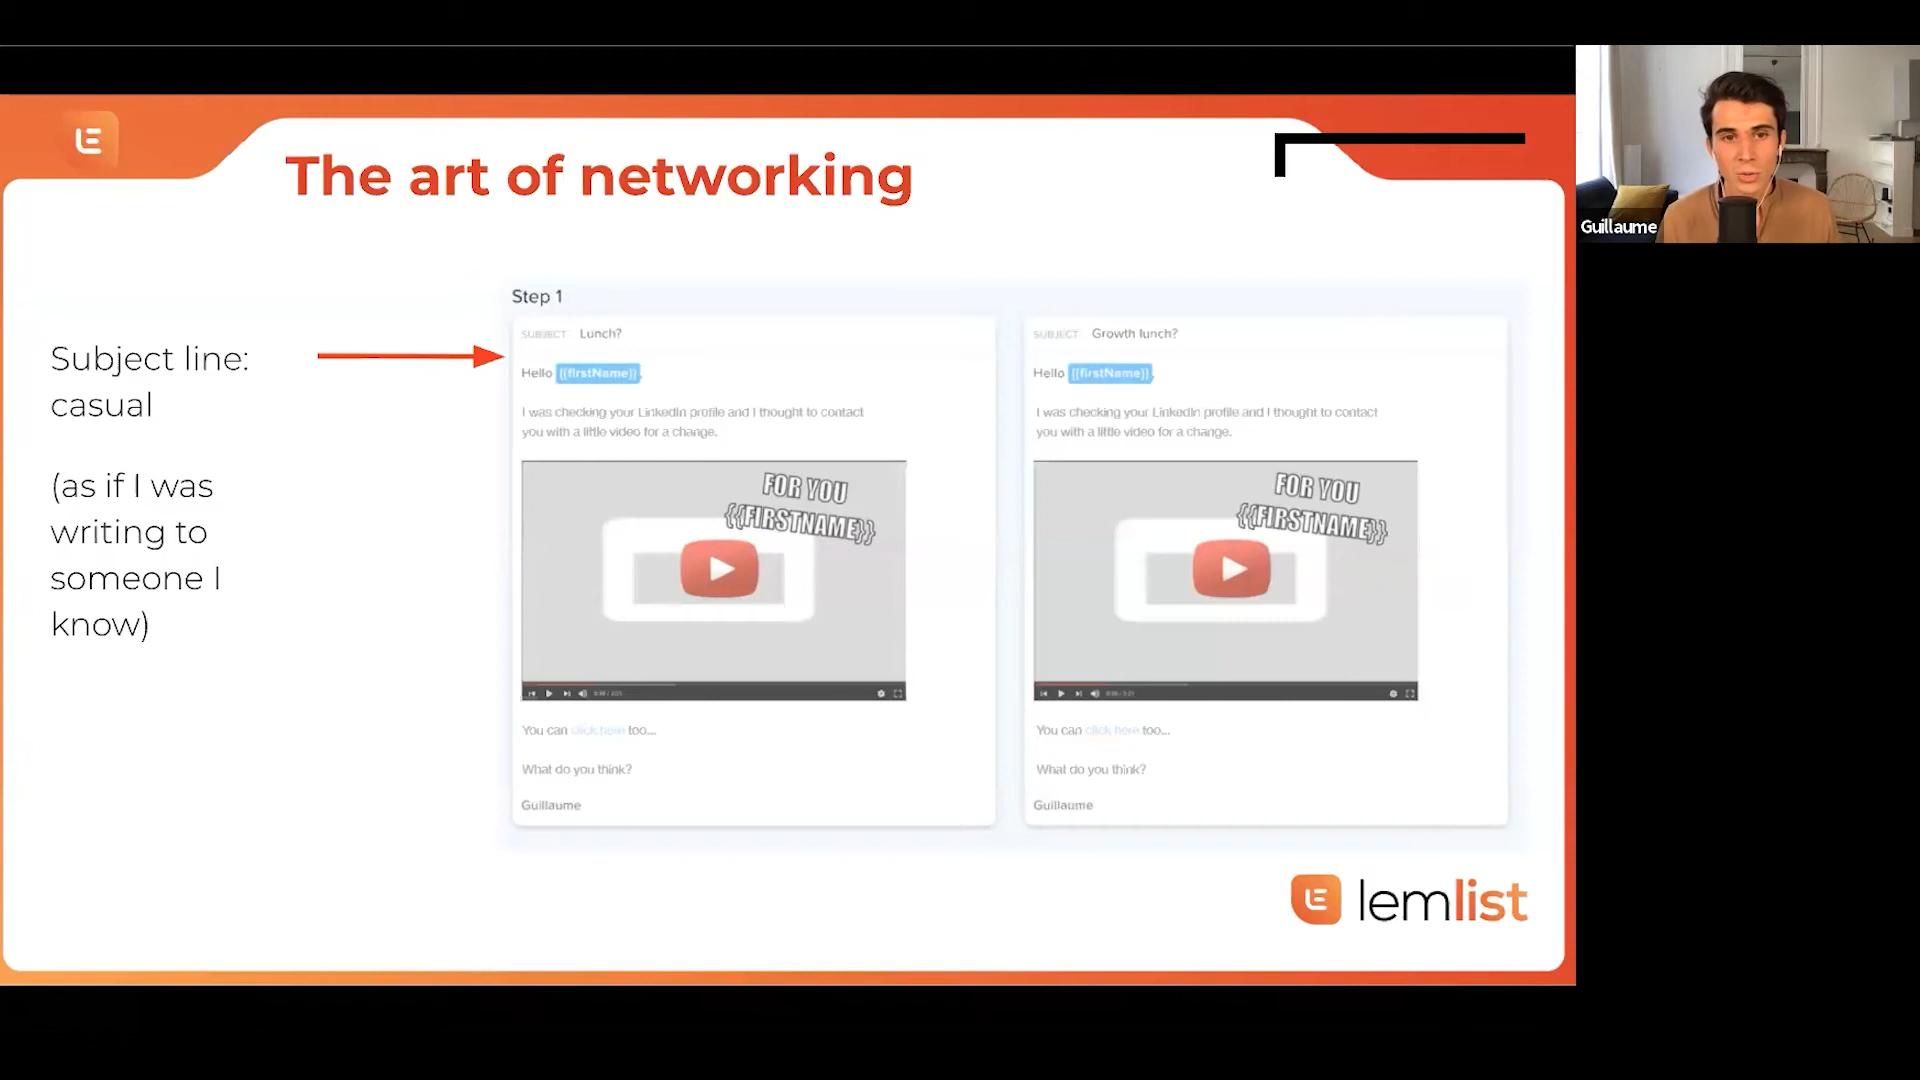 The art of networking
Guillaume
Subject line:
casual
(as if I was
writing to
someone I
know)
Step 1
SUBJECT Lunch?
Hello {{firstName}},
I was checking your LinkedIn profile and I thought to contact
you with a little video for a change.
FOR YOU
{{FIRSTNAME}}
You can click here too...
What do you think?
Guillaume
SUBJECT Growth lunch?
Hello {{firstName}},
I was checking your LinkedIn profile and I thought to contact
you with a little video for a change.
FOR YOU
{{FIRSTNAME}}
You can click here too...
What do you think?
Guillaume
lemlist